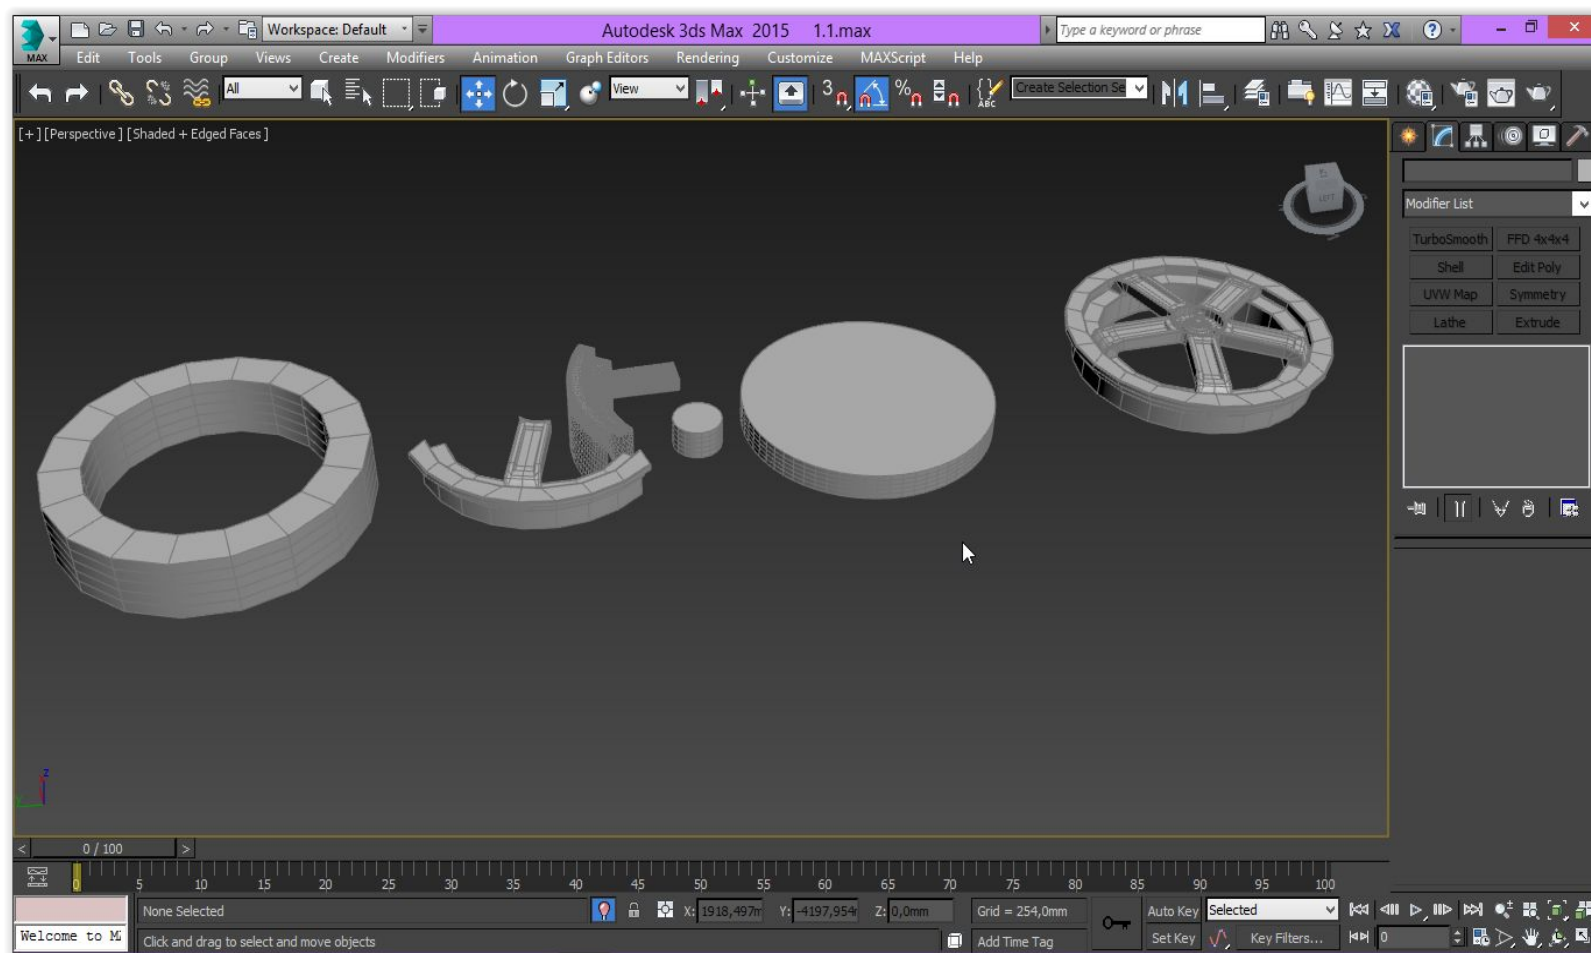 Workspace: Default
Autodesk 3ds Max 2015 1.1.max
Type a keyword or phrase
MAX
Edit Tools Group Views Create Modifiers Animation Graph Editors Rendering Customize MAXScript Help
All
View
3
%
ABC
Create Selection Se
[+] [Perspective] [Shaded + Edged Faces]
LEFT
Modifier List
TurboSmooth FFD 4x4x4
Shell Edit Poly
UVW Map Symmetry
Lathe Extrude
z
< 0 / 100 >
0 5 10 15 20 25 30 35 40 45 50 55 60 65 70 75 80 85 90 95 100
None Selected X: 1918,497m Y: -4197,954m Z: 0,0mm Grid = 254,0mm Auto Key Selected
Welcome to M Click and drag to select and move objects Add Time Tag Set Key Key Filters... 0